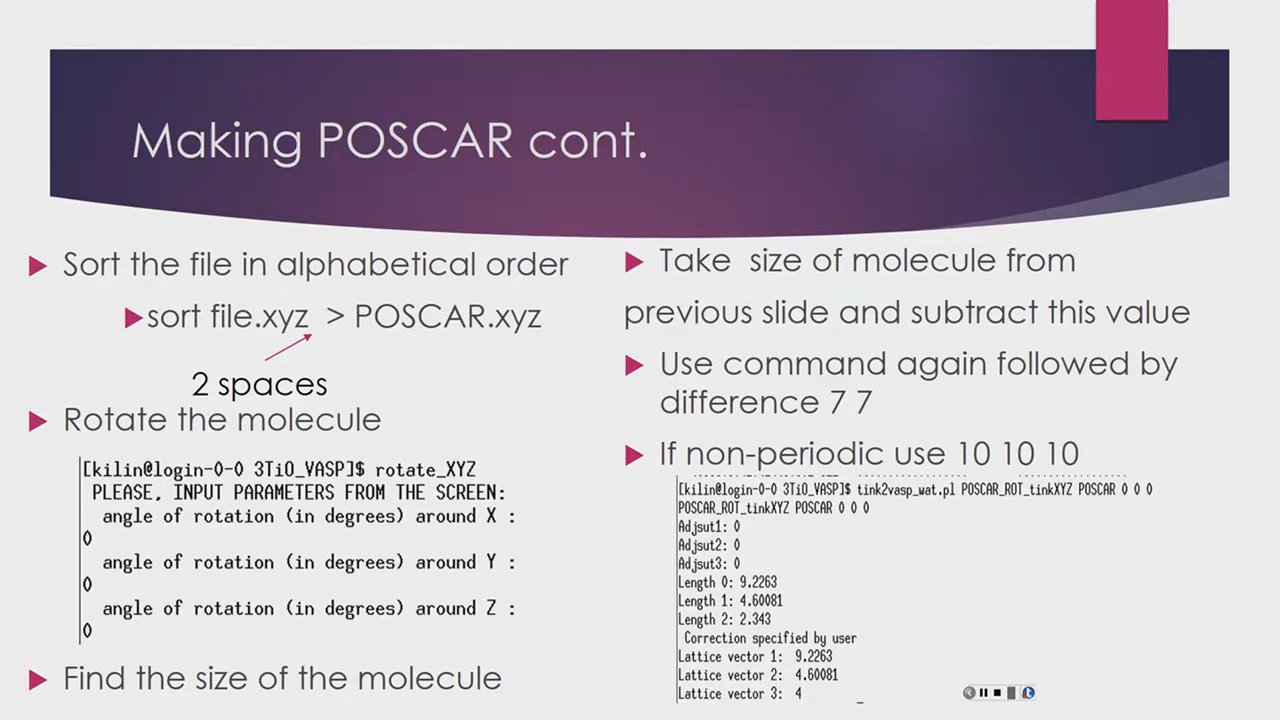 Making POSCAR cont.
Sort the file in alphabetical order
sort file.xyz  > POSCAR.xyz
2 spaces
Rotate the molecule
[kilin@login-0-0 3TiO_VASP]$ rotate_XYZ
PLEASE, INPUT PARAMETERS FROM THE SCREEN:
angle of rotation (in degrees) around X :
0
angle of rotation (in degrees) around Y :
0
angle of rotation (in degrees) around Z :
0
Find the size of the molecule
Take  size of molecule from
previous slide and subtract this value
Use command again followed by
difference 7 7
If non-periodic use 10 10 10
[kilin@login-0-0 3TiO_VASP]$ tink2vasp_wat.pl POSCAR_ROT_tinkXYZ POSCAR 0 0 0
POSCAR_ROT_tinkXYZ POSCAR 0 0 0
Adjsut1: 0
Adjsut2: 0
Adjsut3: 0
Length 0: 9.2263
Length 1: 4.60081
Length 2: 2.343
Correction specified by user
Lattice vector 1:  9.2263
Lattice vector 2:  4.60081
Lattice vector 3:  4